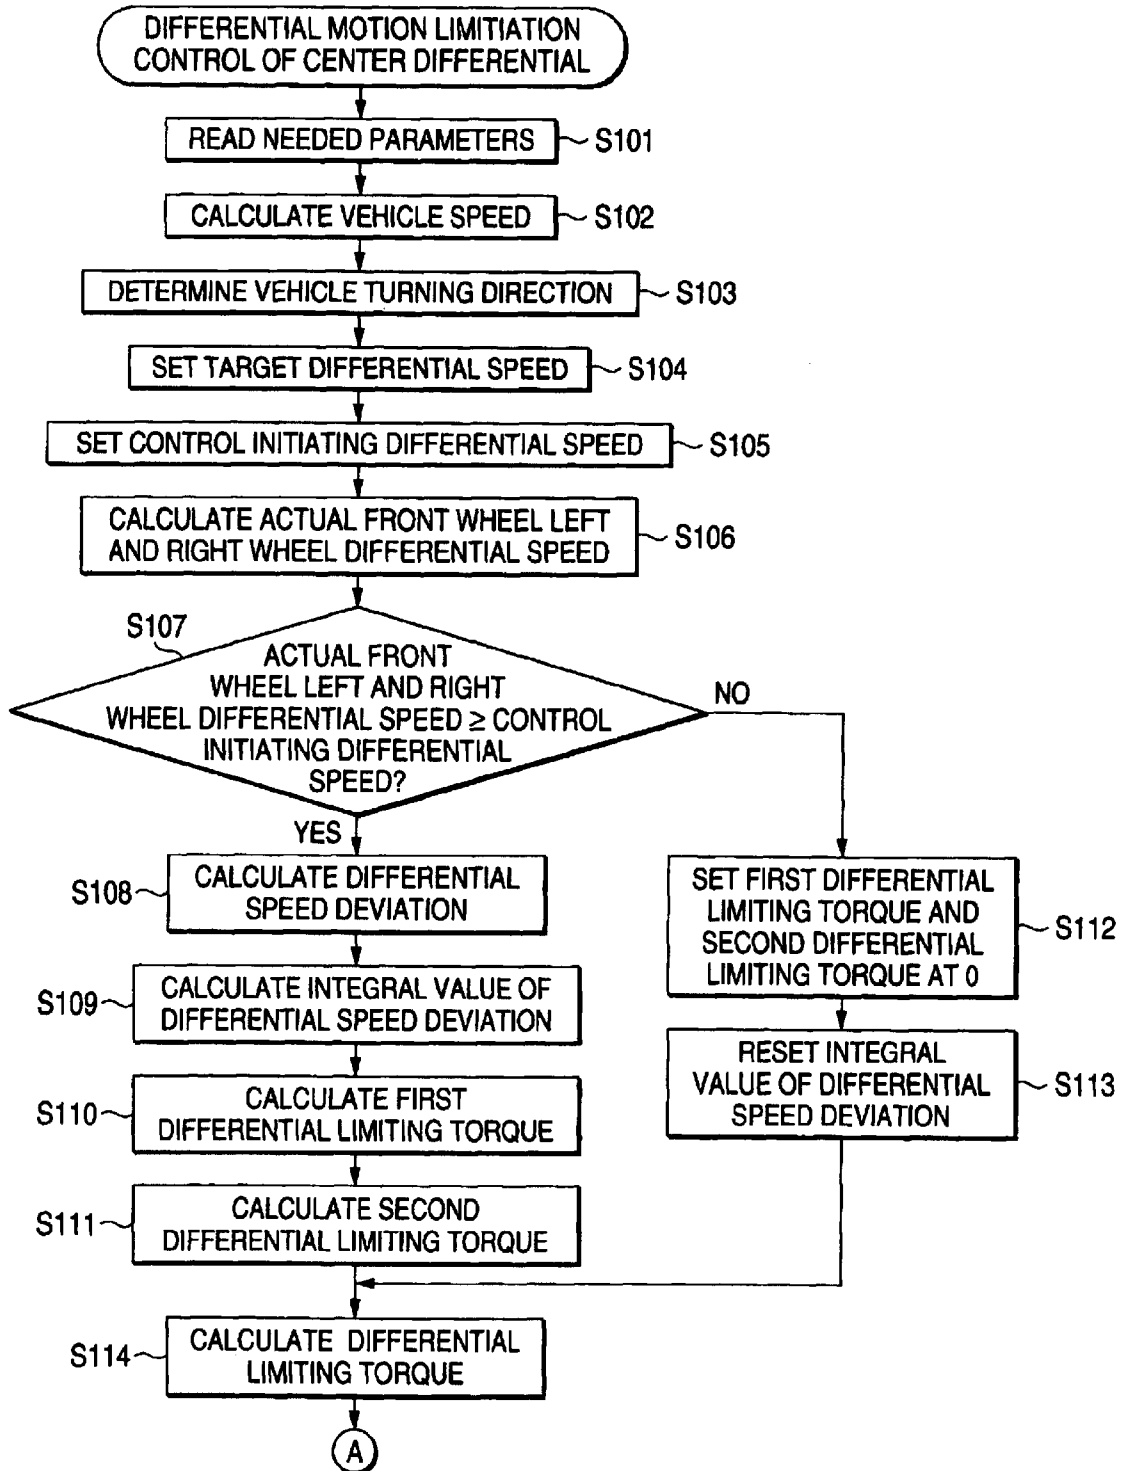 DIFFERENTIAL MOTION LIMITIATION
CONTROL OF CENTER DIFFERENTIAL
READ NEEDED PARAMETERS
S101
CALCULATE VEHICLE SPEED
S102
DETERMINE VEHICLE TURNING DIRECTION
S103
SET TARGET DIFFERENTIAL SPEED
S104
SET CONTROL INITIATING DIFFERENTIAL SPEED
S105
CALCULATE ACTUAL FRONT WHEEL LEFT
AND RIGHT WHEEL DIFFERENTIAL SPEED
S106
S107
ACTUAL FRONT
WHEEL LEFT AND RIGHT
WHEEL DIFFERENTIAL SPEED ≥ CONTROL
INITIATING DIFFERENTIAL
SPEED?
NO
YES
S108
CALCULATE DIFFERENTIAL
SPEED DEVIATION
S109
CALCULATE INTEGRAL VALUE OF
DIFFERENTIAL SPEED DEVIATION
S110
CALCULATE FIRST
DIFFERENTIAL LIMITING TORQUE
S111
CALCULATE SECOND
DIFFERENTIAL LIMITING TORQUE
SET FIRST DIFFERENTIAL
LIMITING TORQUE AND
SECOND DIFFERENTIAL
LIMITING TORQUE AT 0
S112
RESET INTEGRAL
VALUE OF DIFFERENTIAL
SPEED DEVIATION
S113
S114
CALCULATE DIFFERENTIAL
LIMITING TORQUE
A